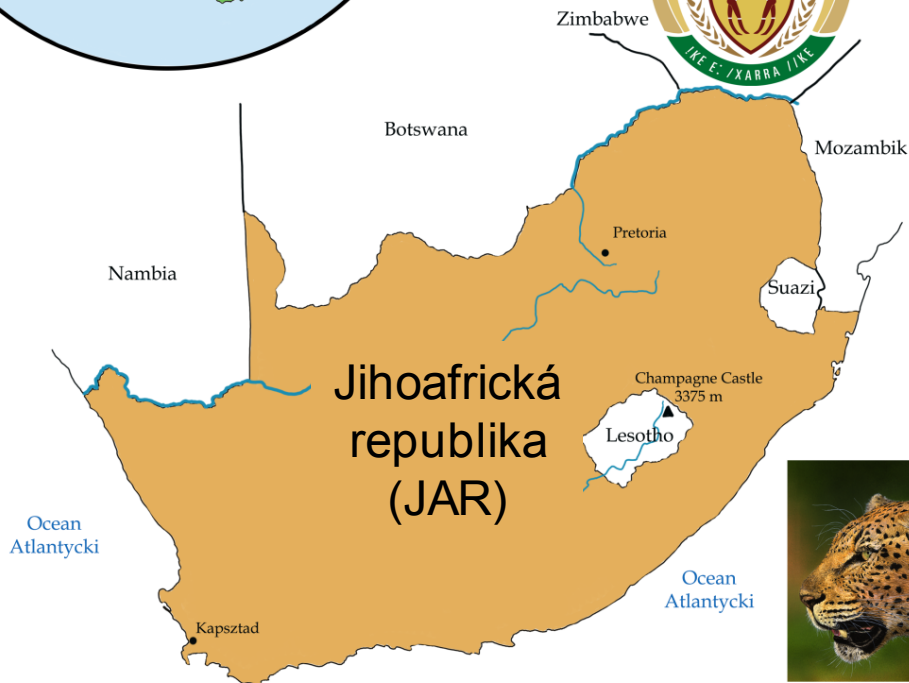 Zimbabwe
!KE E: /XARRA //KE
Botswana
Mozambik
Pretoria
Nambia
Suazi
Champagne Castle
3375 m
Jihoafrická
republika
(JAR)
Lesotho
Ocean
Atlantycki
Ocean
Atlantycki
Kapsztad